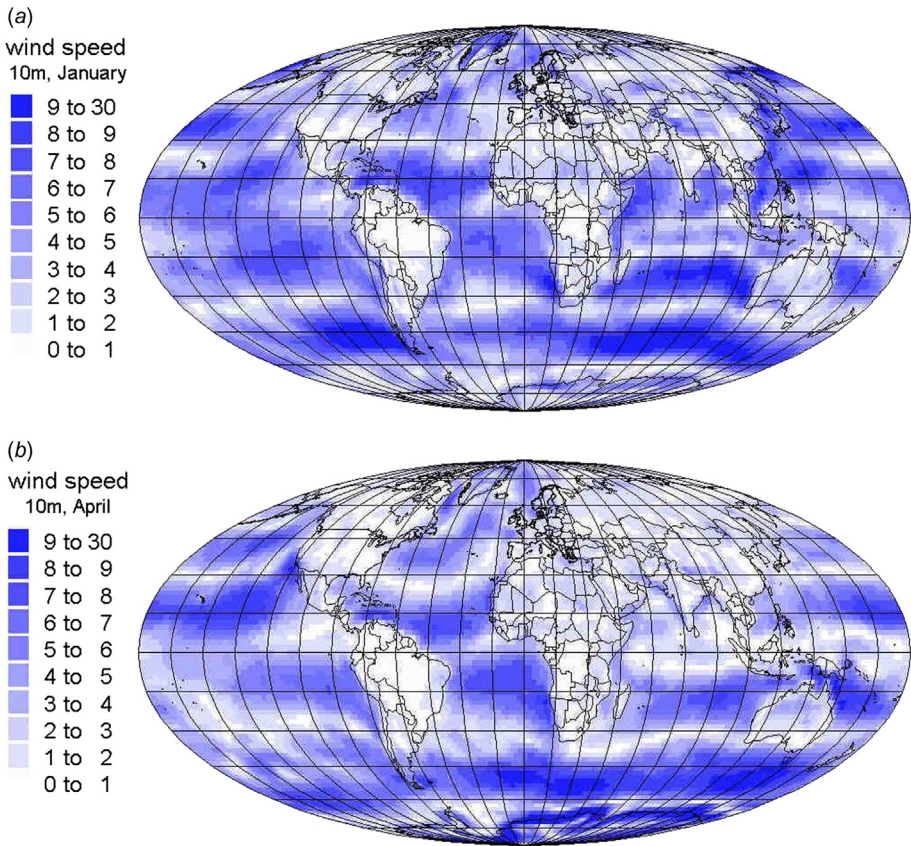 (a)
wind speed
10m, January
9 to 30
8 to 9
7 to 8
6 to 7
5 to 6
4 to 5
3 to 4
2 to 3
1 to 2
0 to 1
(b)
wind speed
10m, April
9 to 30
8 to 9
7 to 8
6 to 7
5 to 6
4 to 5
3 to 4
2 to 3
1 to 2
0 to 1